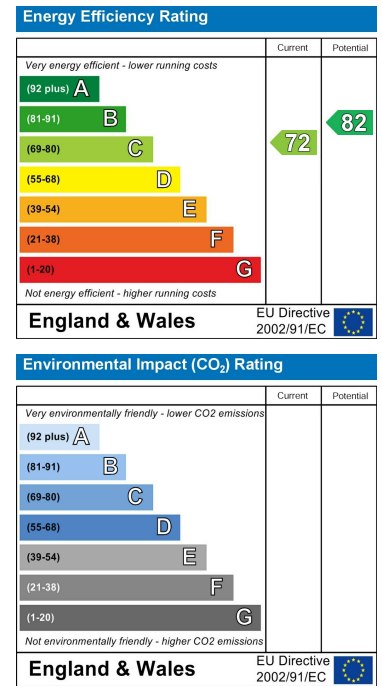 Energy Efficiency Rating
Current Potential
Very energy efficient - lower running costs
(92 plus) A
(81-91) B
82
(69-80) C
72
(55-68) D
(39-54) E
(21-38) F
(1-20) G
Not energy efficient - higher running costs
England & Wales
EU Directive
2002/91/EC
Environmental Impact (CO₂) Rating
Current Potential
Very environmentally friendly - lower CO2 emissions
(92 plus) A
(81-91) B
(69-80) C
(55-68) D
(39-54) E
(21-38) F
(1-20) G
Not environmentally friendly - higher CO2 emissions
England & Wales
EU Directive
2002/91/EC